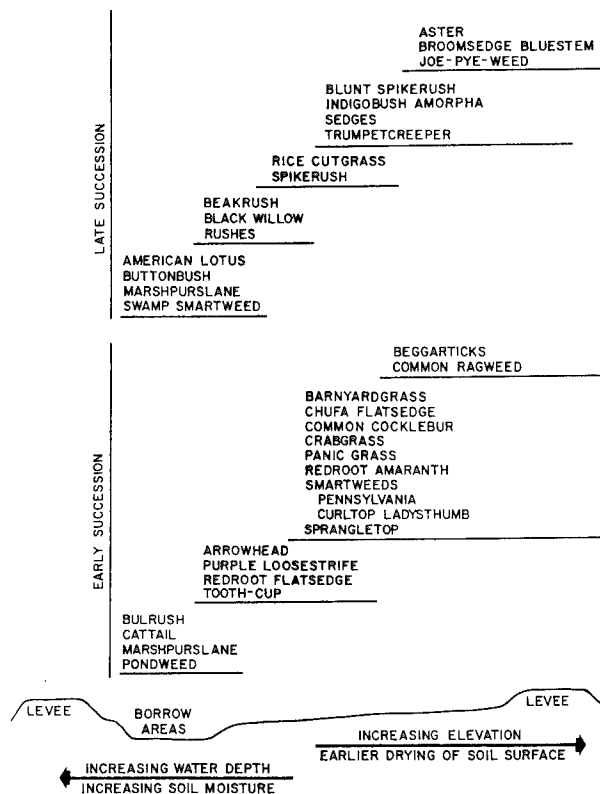 ASTER
BROOMSEDGE BLUESTEM
JOE-PYE-WEED
BLUNT SPIKERUSH
INDIGOBUSH AMORPHA
SEDGES
TRUMPETCREEPER
RICE CUTGRASS
SPIKERUSH
BEAKRUSH
BLACK WILLOW
RUSHES
AMERICAN LOTUS
BUTTONBUSH
MARSHPURSLANE
SWAMP SMARTWEED
LATE SUCCESSION
BEGGARTICKS
COMMON RAGWEED
BARNYARDGRASS
CHUFA FLATSEDGE
COMMON COCKLEBUR
CRABGRASS
PANIC GRASS
REDROOT AMARANTH
SMARTWEEDS
PENNSYLVANIA
CURLTOP LADYSTHUMB
SPRANGLETOP
ARROWHEAD
PURPLE LOOSESTRIFE
REDROOT FLATSEDGE
TOOTH-CUP
BULRUSH
CATTAIL
MARSHPURSLANE
PONDWEED
EARLY SUCCESSION
LEVEE
BORROW
AREAS
LEVEE
INCREASING ELEVATION
EARLIER DRYING OF SOIL SURFACE
INCREASING WATER DEPTH
INCREASING SOIL MOISTURE